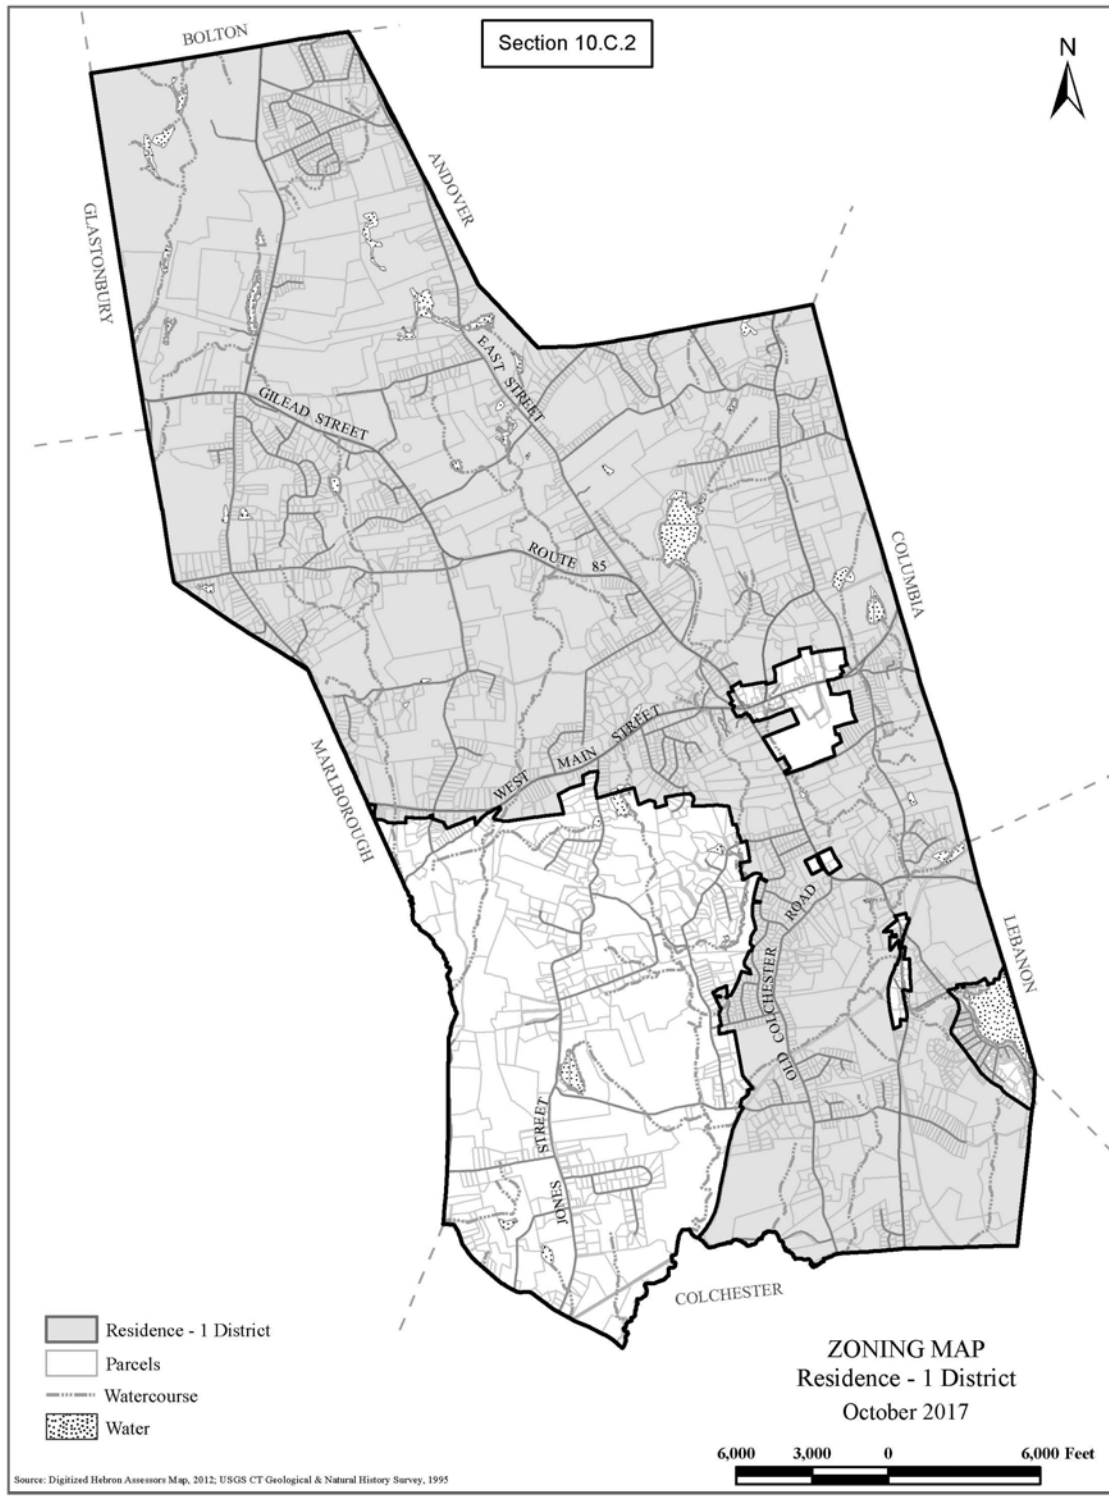 BOLTON
Section 10.C.2
N
ANDOVER
GLASTONBURY
EAST STREET
GILEAD STREET
ROUTE 85
COLUMBIA
WEST MAIN STREET
MARLBOROUGH
OLD COLCHESTER ROAD
LEBANON
JONES STREET
COLCHESTER
Residence - 1 District
Parcels
Watercourse
Water
ZONING MAP
Residence - 1 District
October 2017
6,000 3,000 0 6,000 Feet
Source: Digitized Hebron Assessors Map, 2012; USGS CT Geological & Natural History Survey, 1995